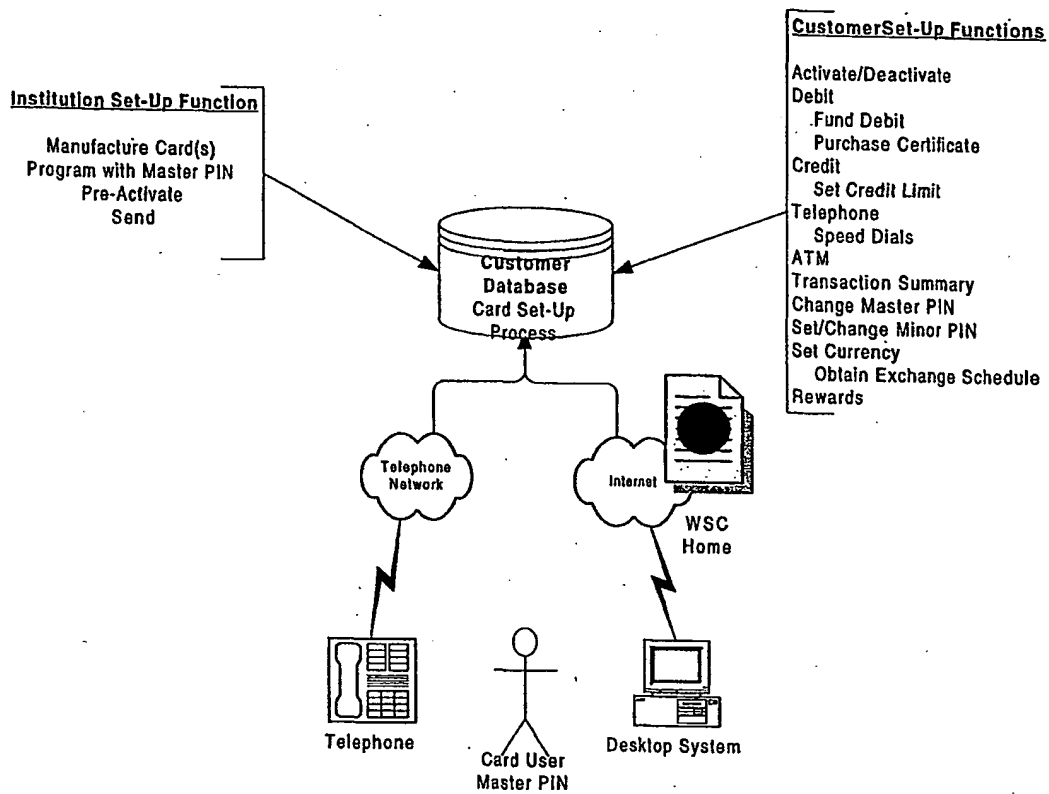 CustomerSet-Up Functions
Activate/Deactivate
Debit
Fund Debit
Purchase Certificate
Credit
Set Credit Limit
Telephone
Speed Dials
ATM
Transaction Summary
Change Master PIN
Set/Change Minor PIN
Set Currency
Obtain Exchange Schedule
Rewards
Institution Set-Up Function
Manufacture Card(s)
Program with Master PIN
Pre-Activate
Send
Customer
Database
Card Set-Up
Process
Telephone
Network
Internet
WSC
Home
Telephone
Card User
Master PIN
Desktop System